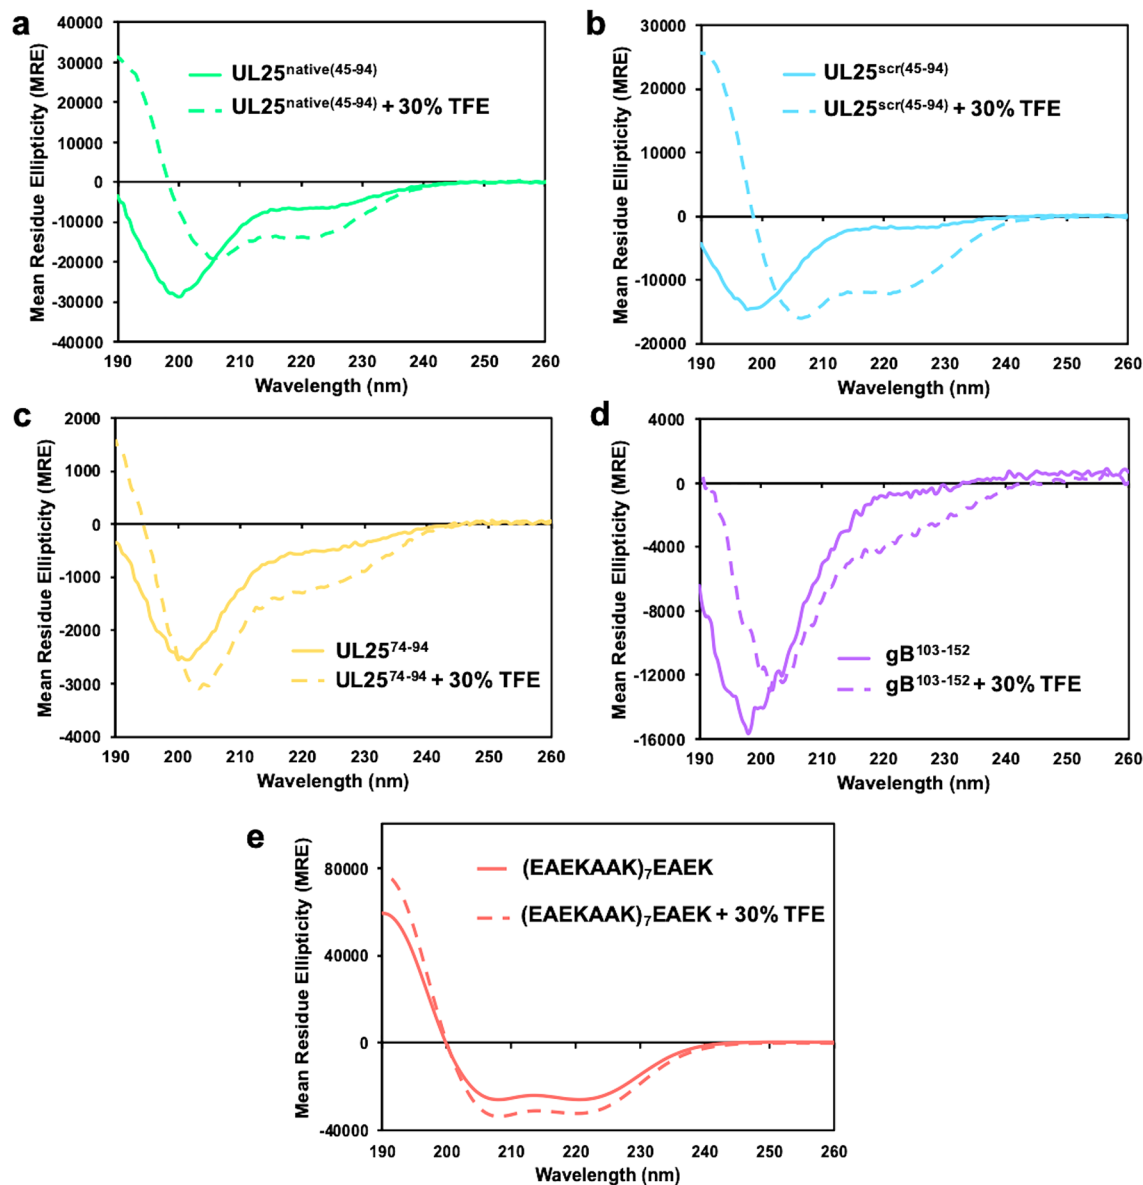 a
Mean Residue Ellipticity (MRE)
40000
30000
20000
10000
0
-10000
-20000
-30000
-40000
UL25native(45-94)
UL25native(45-94) + 30% TFE
190 200 210 220 230 240 250 260
Wavelength (nm)
b
Mean Residue Ellipticity (MRE)
30000
20000
10000
0
-10000
-20000
UL25scr(45-94)
UL25scr(45-94) + 30% TFE
190 200 210 220 230 240 250 260
Wavelength (nm)
c
Mean Residue Ellipticity (MRE)
2000
1000
0
-1000
-2000
-3000
-4000
UL2574-94
UL2574-94 + 30% TFE
190 200 210 220 230 240 250 260
Wavelength (nm)
d
Mean Residue Ellipticity (MRE)
4000
0
-4000
-8000
-12000
-16000
gB103-152
gB103-152 + 30% TFE
190 200 210 220 230 240 250 260
Wavelength (nm)
e
Mean Residue Ellipticity (MRE)
80000
40000
0
-40000
(EAEKAAK)7EAEK
(EAEKAAK)7EAEK + 30% TFE
190 200 210 220 230 240 250 260
Wavelength (nm)